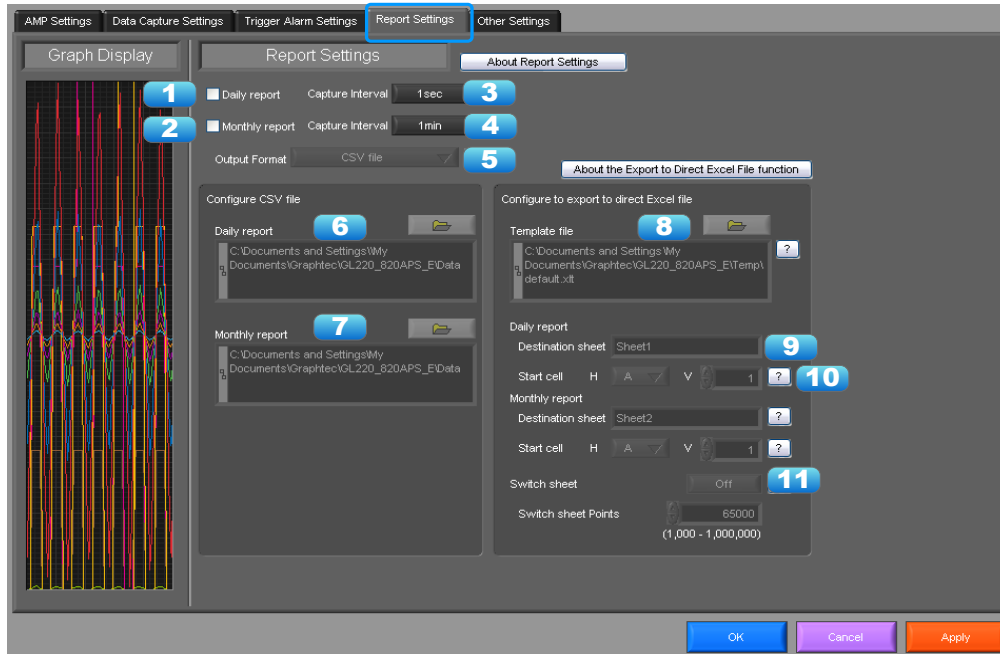 AMP Settings Data Capture Settings Trigger Alarm Settings Report Settings Other Settings
Graph Display
Report Settings
About Report Settings
1 Daily report Capture Interval 1sec 3
2 Monthly report Capture Interval 1min 4
Output Format CSV file 5
About the Export to Direct Excel File function
Configure CSV file
Daily report 6
C:\Documents and Settings\My
Documents\Graphtec\GL220_820APS_E\Data
Monthly report 7
C:\Documents and Settings\My
Documents\Graphtec\GL220_820APS_E\Data
Configure to export to direct Excel file
Template file 8
C:\Documents and Settings\My
Documents\Graphtec\GL220_820APS_E\Temp\
default.xlt
?
Daily report
Destination sheet Sheet1 9
Start cell H A V 1 ? 10
Monthly report
Destination sheet Sheet2 ?
Start cell H A V 1 ?
Switch sheet Off 11
Switch sheet Points 65000
(1,000 - 1,000,000)
OK Cancel Apply